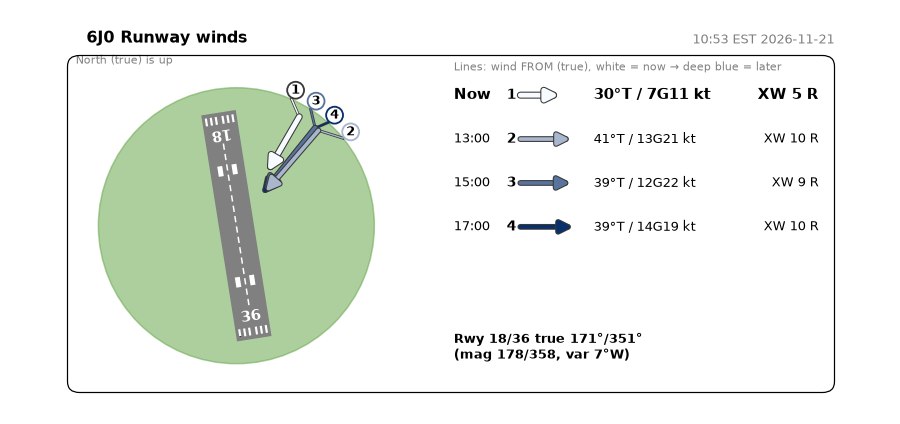 6J0 Runway winds
10:53 EST 2026-11-21
North (true) is up
Lines: wind FROM (true), white = now → deep blue = later
Now 1 30°T / 7G11 kt XW 5 R
13:00 2 41°T / 13G21 kt XW 10 R
15:00 3 39°T / 12G22 kt XW 9 R
17:00 4 39°T / 14G19 kt XW 10 R
1
3
4
2
18
36
Rwy 18/36 true 171°/351°
(mag 178/358, var 7°W)